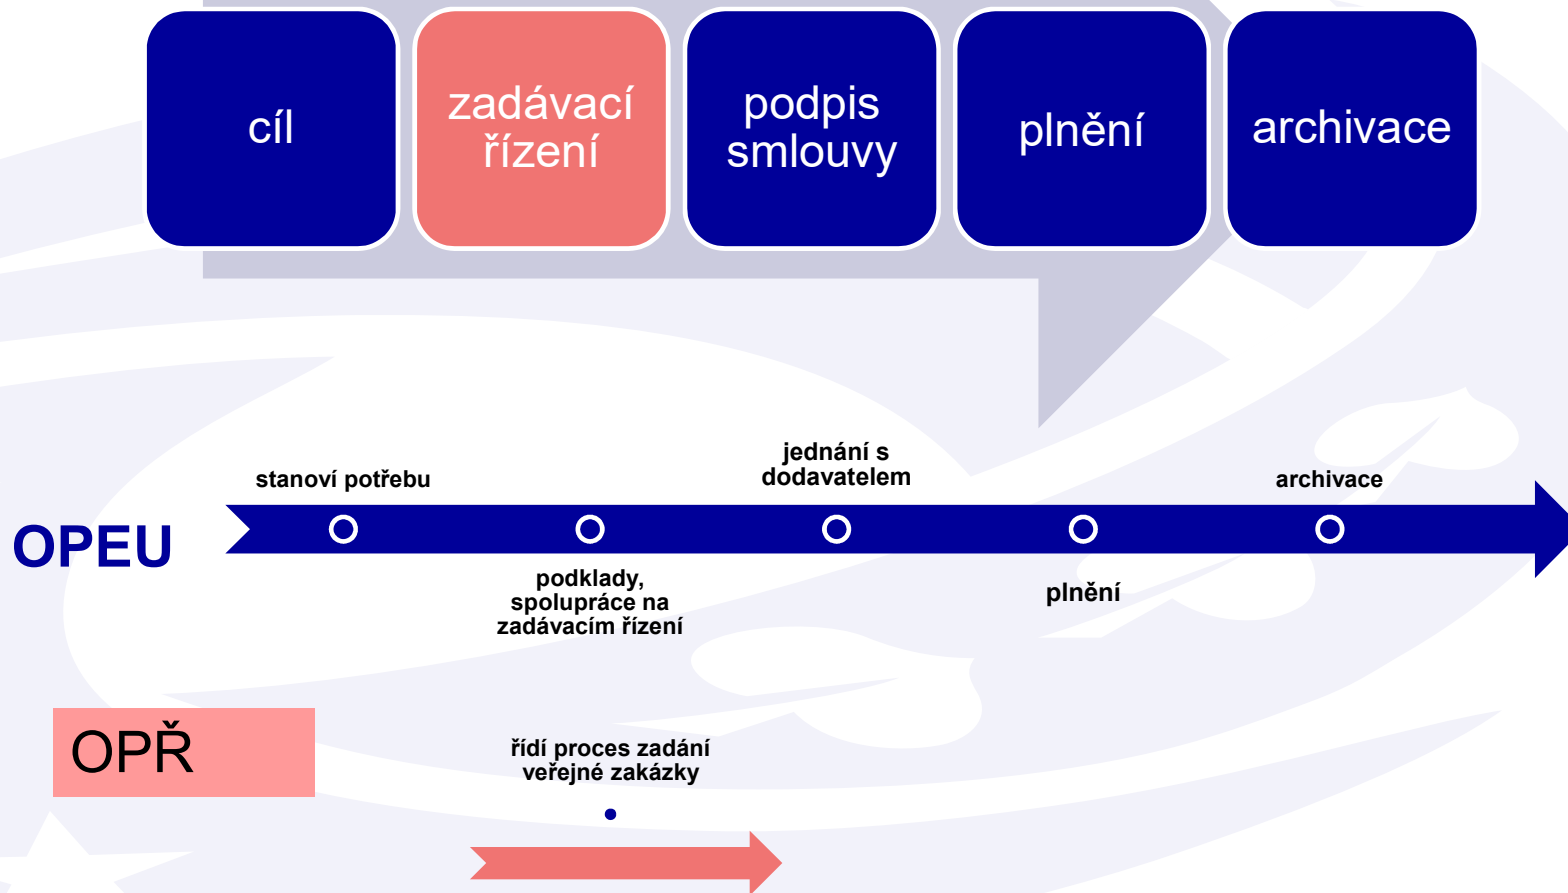 cíl
zadávací
řízení
podpis
smlouvy
plnění
archivace
stanoví potřebu
jednání s
dodavatelem
archivace
OPEU
podklady,
spolupráce na
zadávacím řízení
plnění
OPŘ
řídí proces zadání
veřejné zakázky